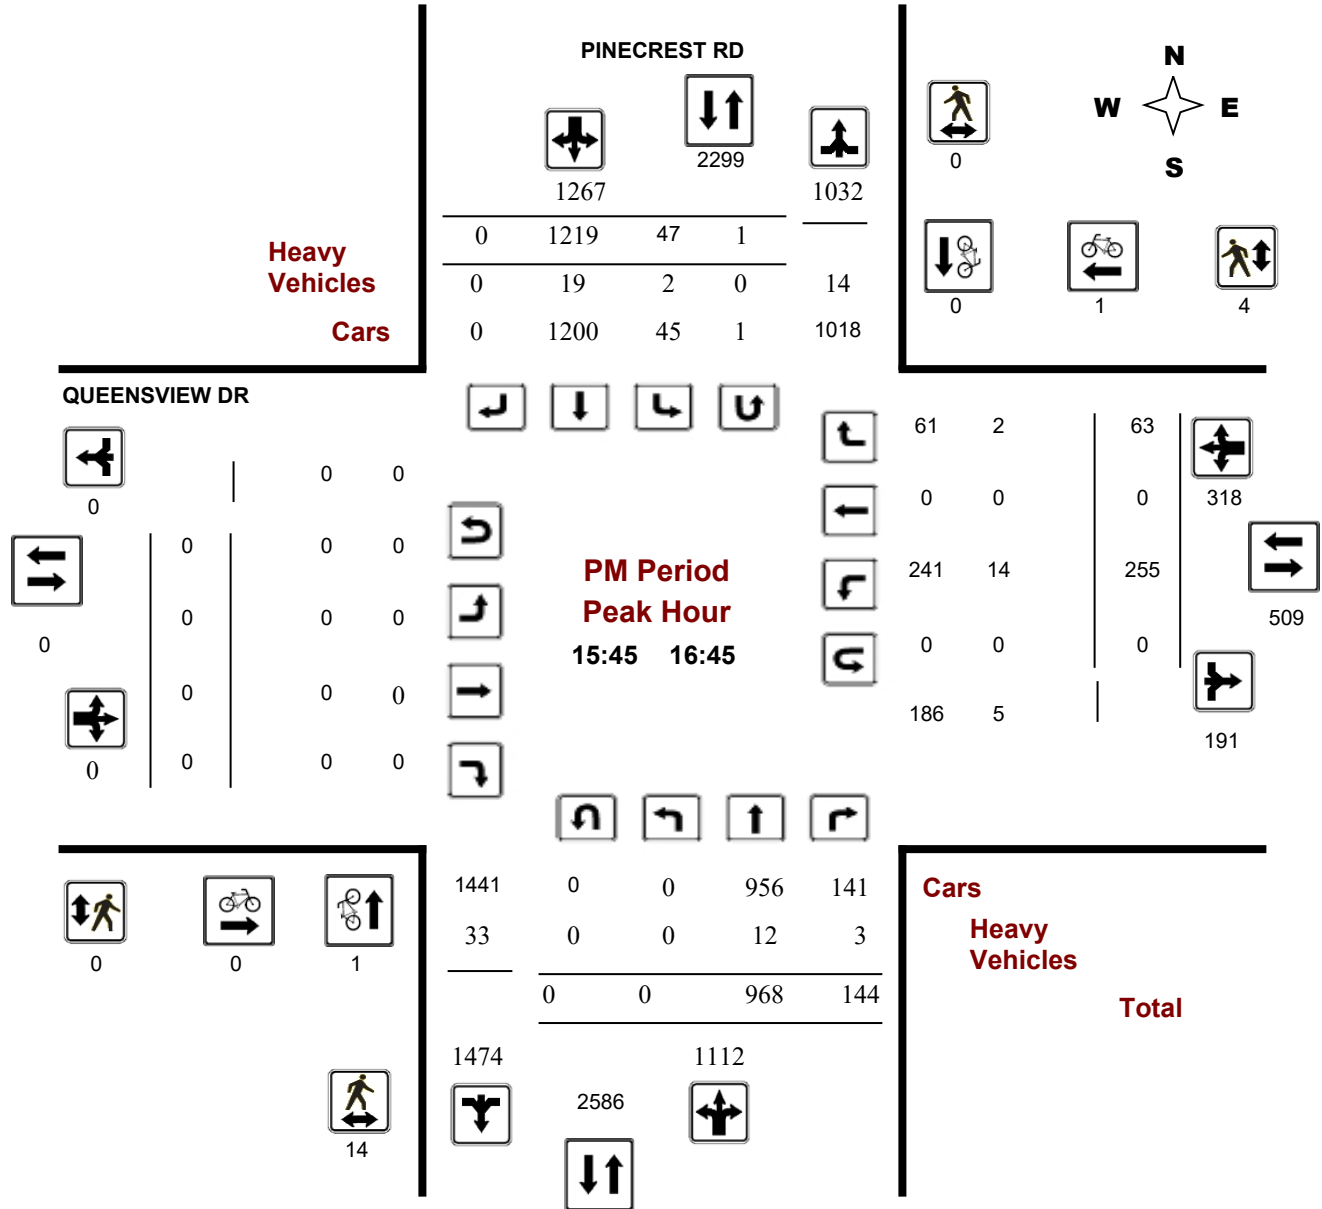 PINECREST RD
N
W E
S
2299
0
1267 1032
0 1219 47 1
Heavy
Vehicles
0 19 2 0 14
Cars
0 1200 45 1 1018
0 1 4
QUEENSVIEW DR
61 2 63
0 0
0
0 0 0 318
0 0 0
PM Period
241 14 255
Peak Hour
0 0 0
509
0
15:45 16:45
0 0 0
0 0 0
186 5
191
0
0 0 0
1441 0 0 956 141
Cars
33 0 0 12 3
Heavy
Vehicles
0 0 1
0 0 968 144
Total
1474 1112
2586
14